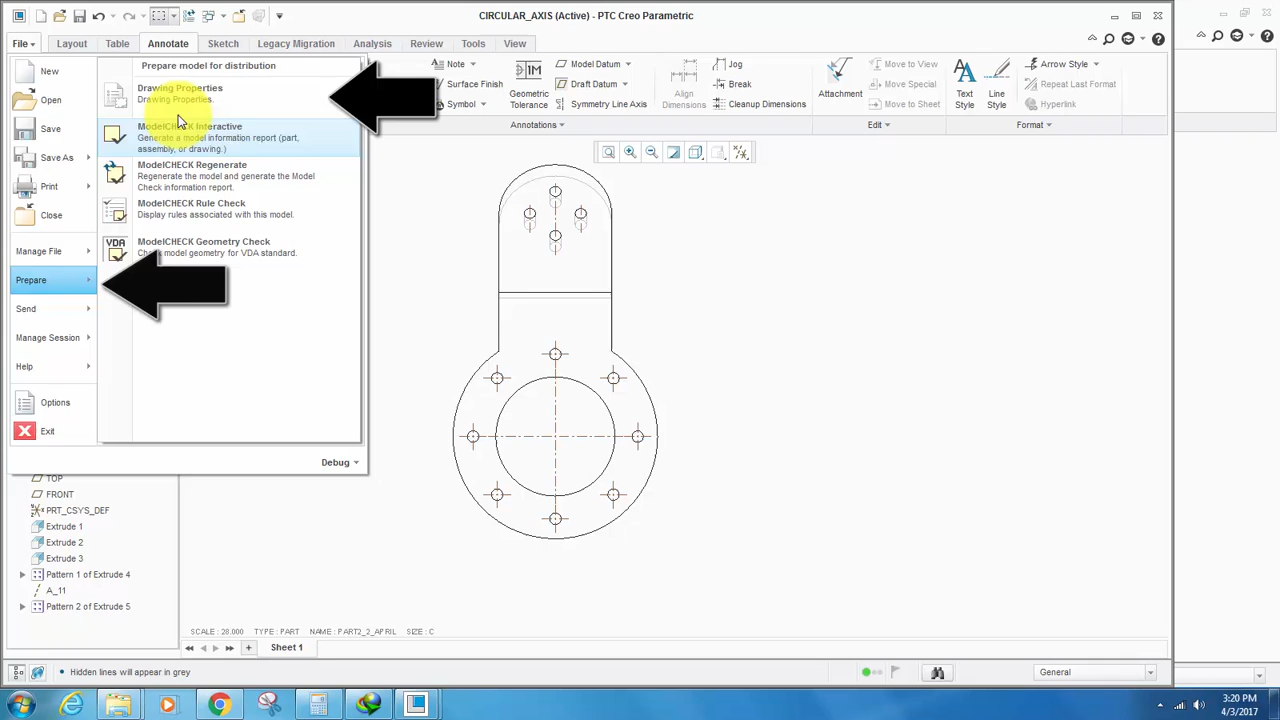 CIRCULAR_AXIS (Active) - PTC Creo Parametric
File
Layout
Table
Annotate
Sketch
Legacy Migration
Analysis
Review
Tools
View
New
Open
Save
Save As
Print
Close
Manage File
Prepare
Send
Manage Session
Help
Options
Exit
Debug
Prepare model for distribution
Drawing Properties
Drawing Properties.
ModelCHECK Interactive
Generate a model information report (part,
assembly, or drawing.)
ModelCHECK Regenerate
Regenerate the model and generate the Model
Check information report.
ModelCHECK Rule Check
Display rules associated with this model.
VDA
ModelCHECK Geometry Check
model geometry for VDA standard.
Note
Surface Finish
Symbol
Geometric
Tolerance
Model Datum
Draft Datum
Symmetry Line Axis
Align
Dimensions
Jog
Break
Cleanup Dimensions
Annotations
Attachment
Move to View
Move Special
Move to Sheet
Edit
Text
Style
Line
Style
Arrow Style
Repeat Last Format
Hyperlink
Format
TOP
FRONT
PRT_CSYS_DEF
Extrude 1
Extrude 2
Extrude 3
Pattern 1 of Extrude 4
A_11
Pattern 2 of Extrude 5
SCALE : 28.000 TYPE : PART NAME : PART2_2_APRIL SIZE : C
Sheet 1
Hidden lines will appear in grey
General
3:20 PM
4/3/2017